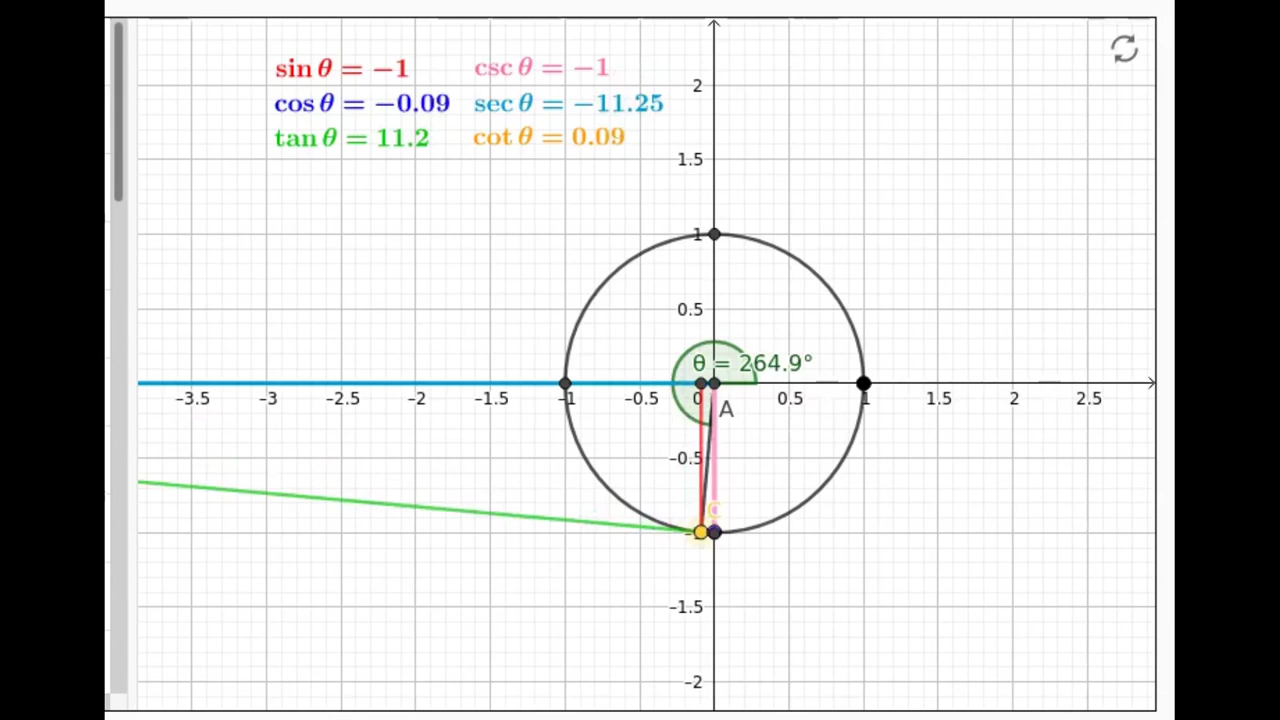 sin θ = −1 csc θ = −1
cos θ = −0.09 sec θ = −11.25
tan θ = 11.2 cot θ = 0.09
2
1.5
1
0.5
θ = 264.9°
–3.5 –3 –2.5 –2 –1.5 –1 –0.5 0 0.5 1 1.5 2 2.5
A
–0.5
C
–1
–1.5
–2